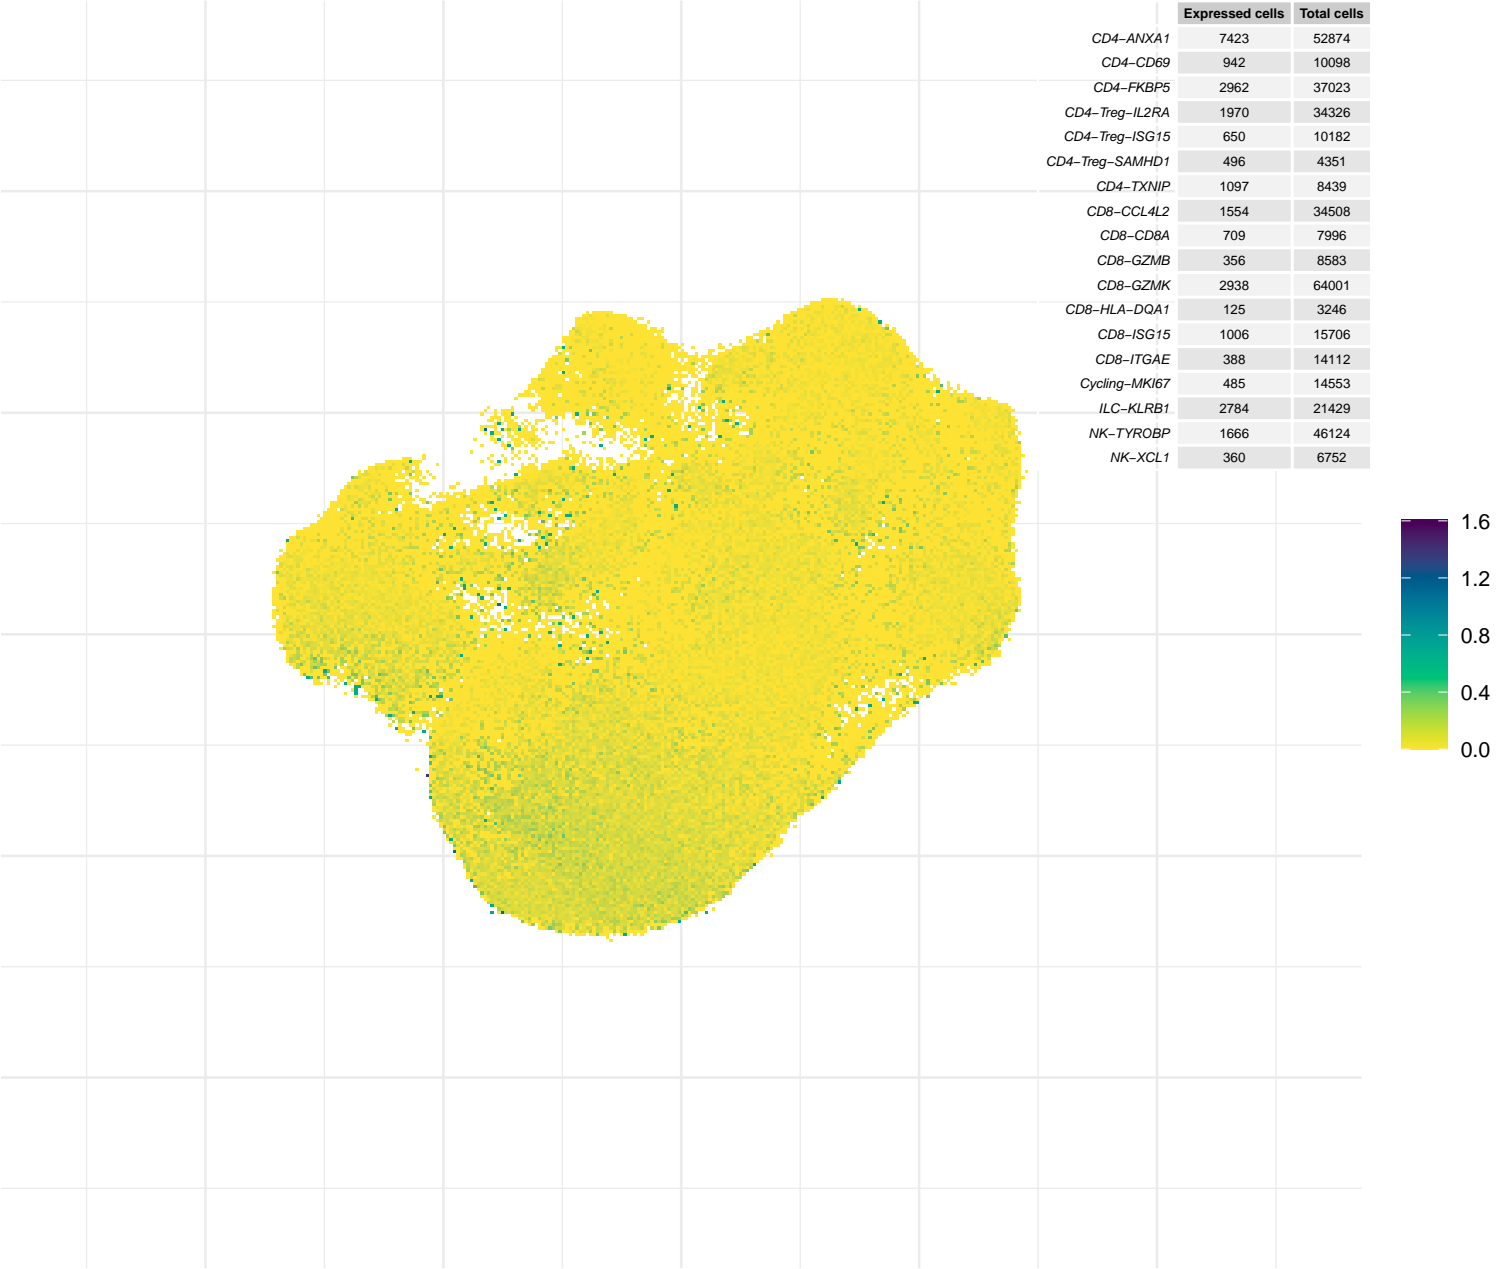 Expressed cells Total cells
CD4−ANXA1 7423 52874
CD4−CD69 942 10098
CD4−FKBP5 2962 37023
CD4−Treg−IL2RA 1970 34326
CD4−Treg−ISG15 650 10182
CD4−Treg−SAMHD1 496 4351
CD4−TXNIP 1097 8439
CD8−CCL4L2 1554 34508
CD8−CD8A 709 7996
CD8−GZMB 356 8583
CD8−GZMK 2938 64001
CD8−HLA−DQA1 125 3246
CD8−ISG15 1006 15706
CD8−ITGAE 388 14112
Cycling−MKI67 485 14553
ILC−KLRB1 2784 21429
NK−TYROBP 1666 46124
NK−XCL1 360 6752
1.6
1.2
0.8
0.4
0.0